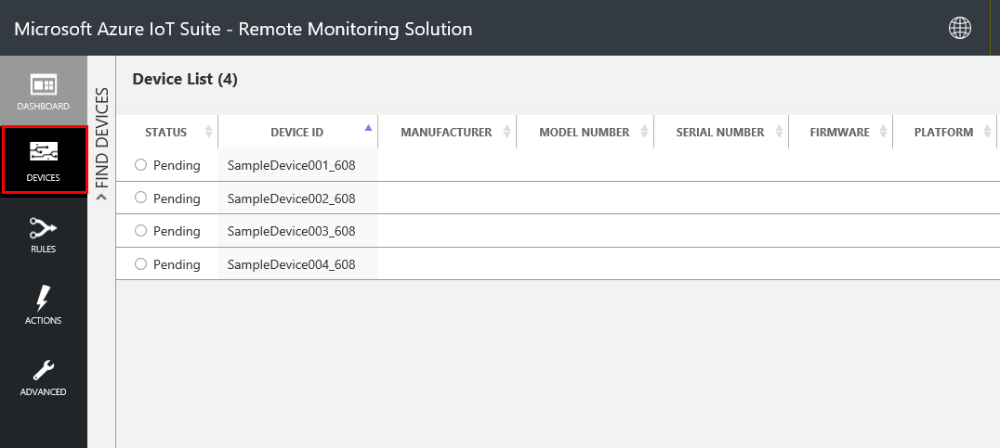 Microsoft Azure IoT Suite - Remote Monitoring Solution
DASHBOARD
DEVICES
RULES
ACTIONS
ADVANCED
FIND DEVICES
Device List (4)
STATUS DEVICE ID MANUFACTURER MODEL NUMBER SERIAL NUMBER FIRMWARE PLATFORM
Pending SampleDevice001_608
Pending SampleDevice002_608
Pending SampleDevice003_608
Pending SampleDevice004_608